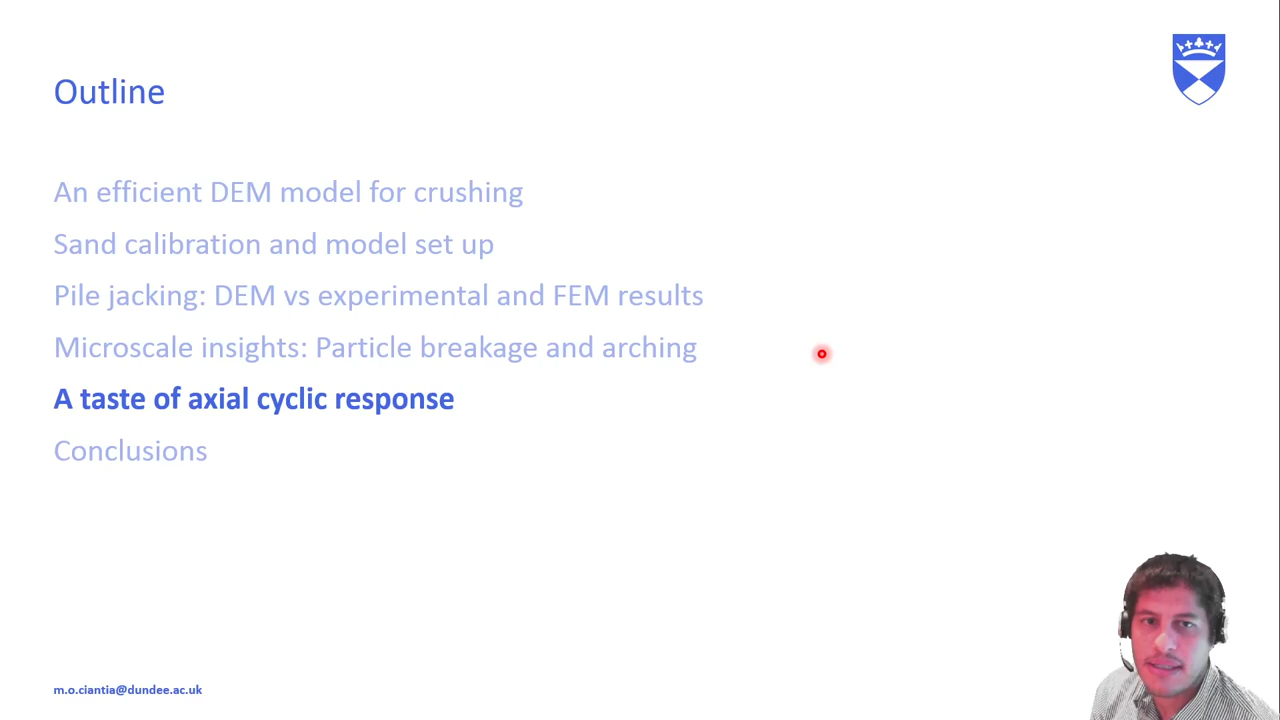 Outline
An efficient DEM model for crushing
Sand calibration and model set up
Pile jacking: DEM vs experimental and FEM results
Microscale insights: Particle breakage and arching
A taste of axial cyclic response
Conclusions
m.o.ciantia@dundee.ac.uk